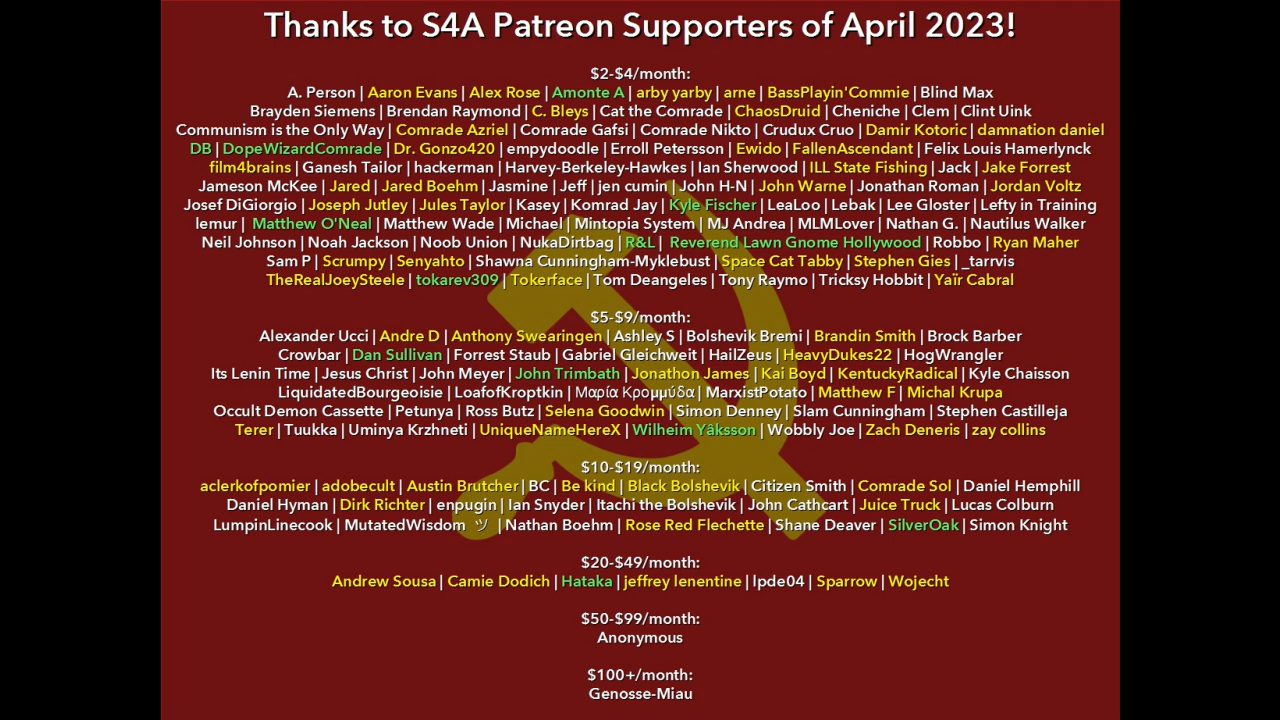 Thanks to S4A Patreon Supporters of April 2023!
$2-$4/month:
A. Person | Aaron Evans | Alex Rose | Amonte A | arby yarby | arne | BassPlayin'Commie | Blind Max
Brayden Siemens | Brendan Raymond | C. Bleys | Cat the Comrade | ChaosDruid | Cheniche | Clem | Clint Uink
Communism is the Only Way | Comrade Azriel | Comrade Gafsi | Comrade Nikto | Crudux Cruo | Damir Kotoric | damnation daniel
DB | DopeWizardComrade | Dr. Gonzo420 | empydoodle | Erroll Petersson | Ewido | FallenAscendant | Felix Louis Hamerlynck
film4brains | Ganesh Tailor | hackerman | Harvey-Berkeley-Hawkes | Ian Sherwood | ILL State Fishing | Jack | Jake Forrest
Jameson McKee | Jared | Jared Boehm | Jasmine | Jeff | jen cumin | John H-N | John Warne | Jonathan Roman | Jordan Voltz
Josef DiGiorgio | Joseph Jutley | Jules Taylor | Kasey | Komrad Jay | Kyle Fischer | LeaLoo | Lebak | Lee Gloster | Lefty in Training
lemur | Matthew O'Neal | Matthew Wade | Michael | Mintopia System | MJ Andrea | MLMLover | Nathan G. | Nautilus Walker
Neil Johnson | Noah Jackson | Noob Union | NukaDirtbag | R&L | Reverend Lawn Gnome Hollywood | Robbo | Ryan Maher
Sam P | Scrumpy | Senyahto | Shawna Cunningham-Myklebust | Space Cat Tabby | Stephen Gies | _tarrvis
TheRealJoeySteele | tokarev309 | Tokerface | Tom Deangeles | Tony Raymo | Tricksy Hobbit | Yaïr Cabral
$5-$9/month:
Alexander Ucci | Andre D | Anthony Swearingen | Ashley S | Bolshevik Bremi | Brandin Smith | Brock Barber
Crowbar | Dan Sullivan | Forrest Staub | Gabriel Gleichweit | HailZeus | HeavyDukes22 | HogWrangler
Its Lenin Time | Jesus Christ | John Meyer | John Trimbath | Jonathon James | Kai Boyd | KentuckyRadical | Kyle Chaisson
LiquidatedBourgeoisie | LoafofKroptkin | Μαρία Κρομμύδα | MarxistPotato | Matthew F | Michal Krupa
Occult Demon Cassette | Petunya | Ross Butz | Selena Goodwin | Simon Denney | Slam Cunningham | Stephen Castilleja
Terer | Tuukka | Uminya Krzhneti | UniqueNameHereX | Wilheim Yâksson | Wobbly Joe | Zach Deneris | zay collins
$10-$19/month:
aclerkofpomier | adobecult | Austin Brutcher | BC | Be kind | Black Bolshevik | Citizen Smith | Comrade Sol | Daniel Hemphill
Daniel Hyman | Dirk Richter | enpugin | Ian Snyder | Itachi the Bolshevik | John Cathcart | Juice Truck | Lucas Colburn
LumpinLinecook | MutatedWisdom ツ | Nathan Boehm | Rose Red Flechette | Shane Deaver | SilverOak | Simon Knight
$20-$49/month:
Andrew Sousa | Camie Dodich | Hataka | jeffrey lenentine | lpde04 | Sparrow | Wojecht
$50-$99/month:
Anonymous
$100+/month:
Genosse-Miau